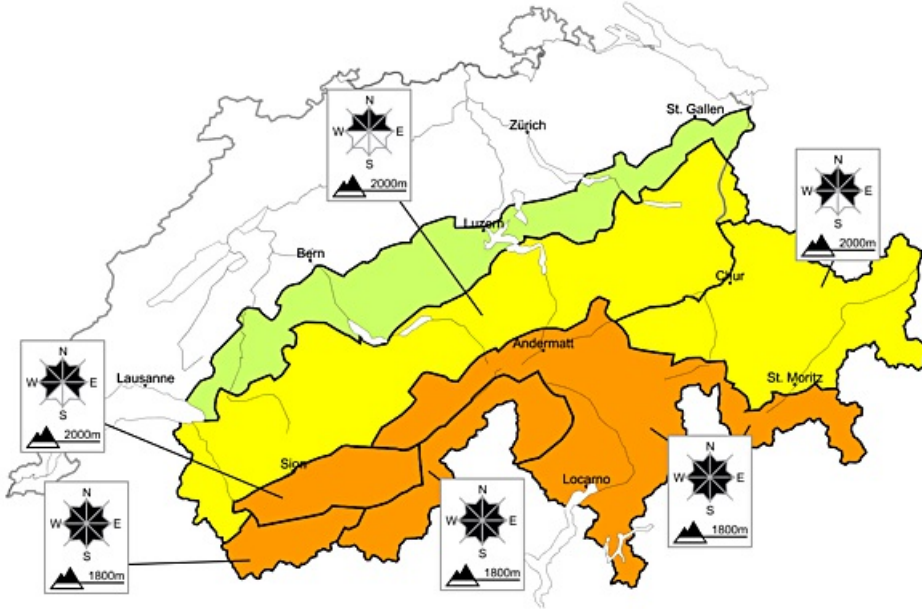 St. Gallen
Zürich
N
W E
S
2000m
N
W E
S
2000m
Luzern
Bern
Chur
Andermatt
Lausanne
St. Moritz
N
W E
S
2000m
Sion
Locarno
N
W E
S
1800m
N
W E
S
1800m
N
W E
S
1800m